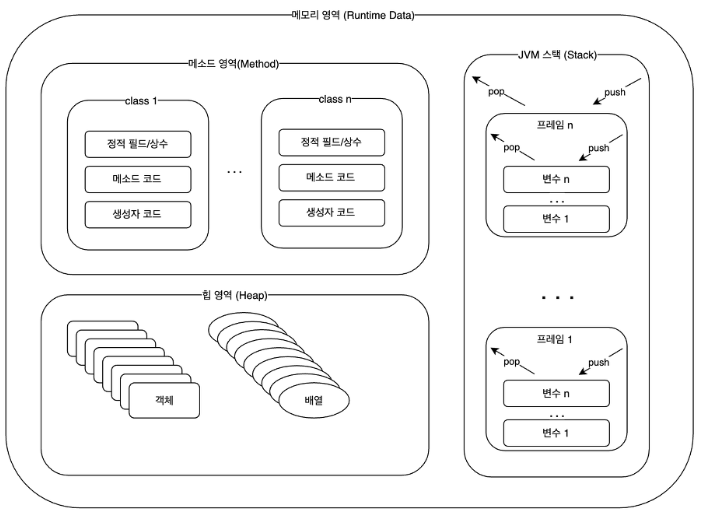 메모리 영역 (Runtime Data)
메소드 영역(Method)
class 1
정적 필드/상수
메소드 코드
생성자 코드
...
class n
정적 필드/상수
메소드 코드
생성자 코드
힙 영역 (Heap)
객체
배열
JVM 스택 (Stack)
pop
push
프레임 n
pop
push
변수 n
...
변수 1
...
프레임 1
pop
push
변수 n
...
변수 1